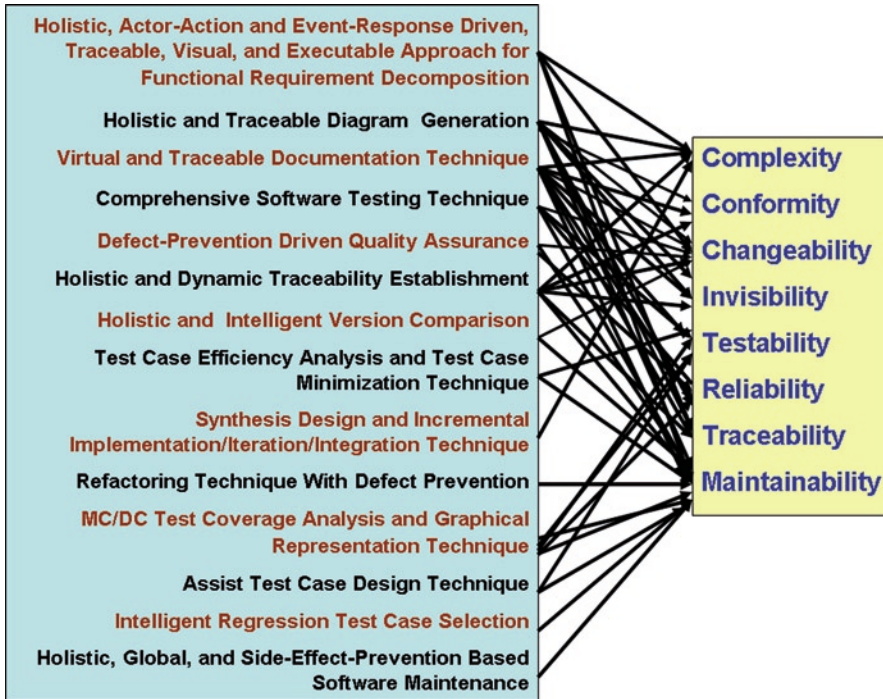 Holistic, Actor-Action and Event-Response Driven,
Traceable, Visual, and Executable Approach for
Functional Requirement Decomposition
Holistic and Traceable Diagram Generation
Virtual and Traceable Documentation Technique
Comprehensive Software Testing Technique
Defect-Prevention Driven Quality Assurance
Holistic and Dynamic Traceability Establishment
Holistic and Intelligent Version Comparison
Test Case Efficiency Analysis and Test Case
Minimization Technique
Synthesis Design and Incremental
Implementation/Iteration/Integration Technique
Refactoring Technique With Defect Prevention
MC/DC Test Coverage Analysis and Graphical
Representation Technique
Assist Test Case Design Technique
Intelligent Regression Test Case Selection
Holistic, Global, and Side-Effect-Prevention Based
Software Maintenance
Complexity
Conformity
Changeability
Invisibility
Testability
Reliability
Traceability
Maintainability